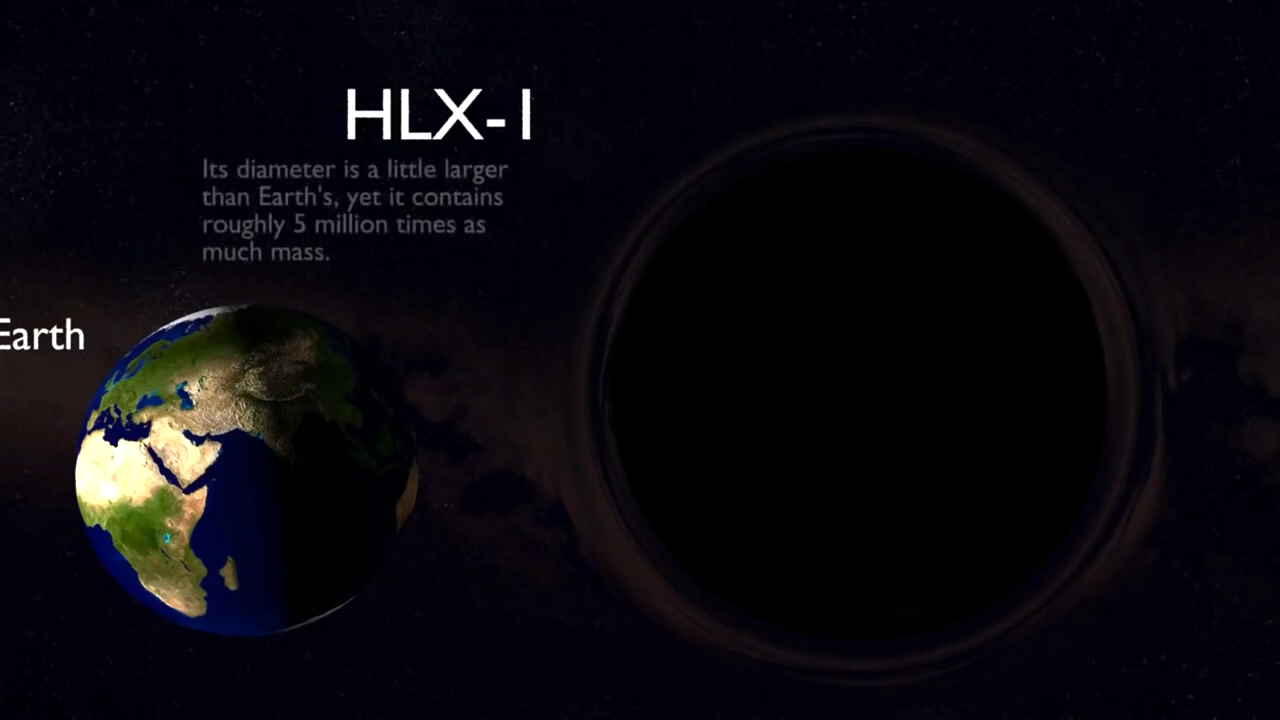 HLX-1
Its diameter is a little larger
than Earth's, yet it contains
roughly 5 million times as
much mass.
Earth